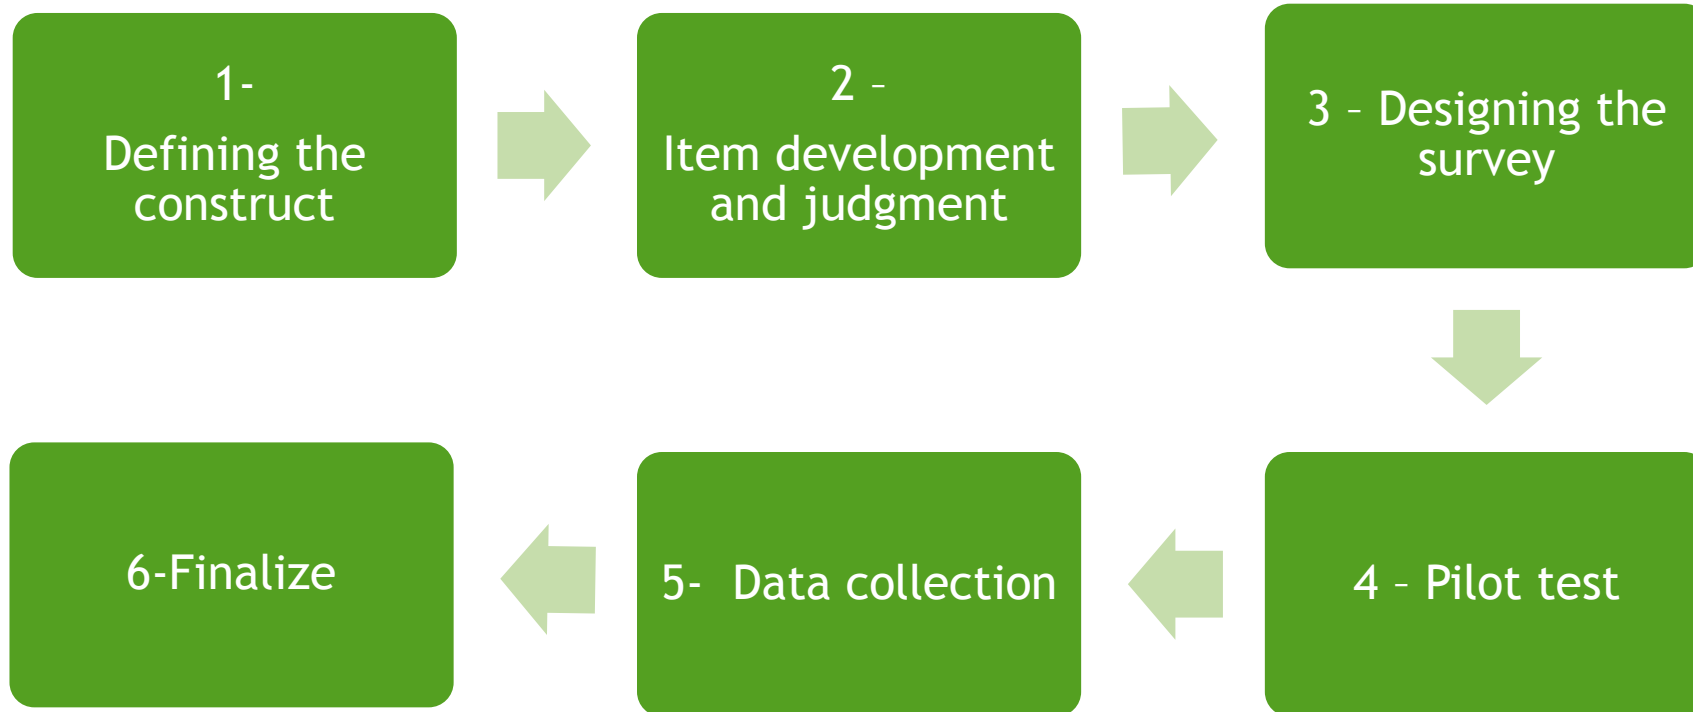 1-
Defining the
construct
2 –
Item development
and judgment
3 – Designing the
survey
4 – Pilot test
5-  Data collection
6-Finalize